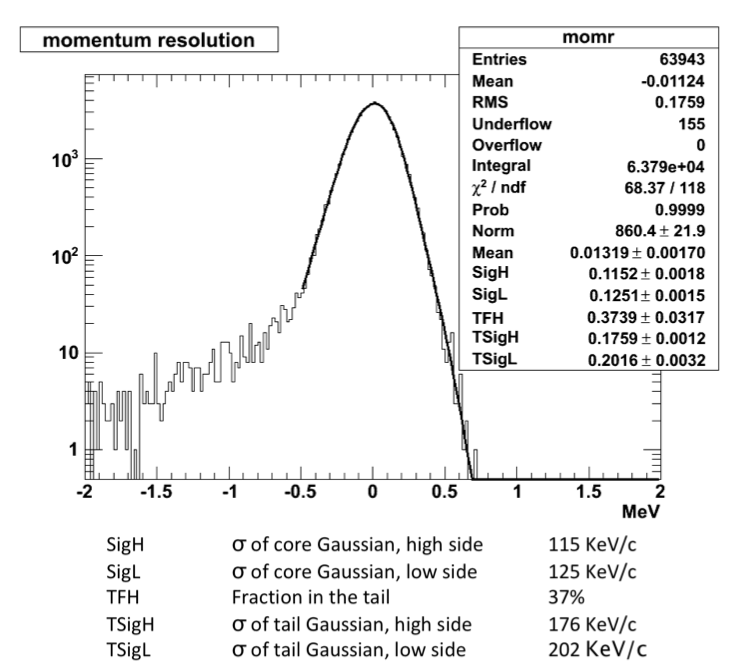 momentum resolution
momr
Entries 63943
Mean -0.01124
RMS 0.1759
Underflow 155
Overflow 0
Integral 6.379e+04
χ² / ndf 68.37 / 118
Prob 0.9999
Norm 860.4 ± 21.9
Mean 0.01319 ± 0.00170
SigH 0.1152 ± 0.0018
SigL 0.1251 ± 0.0015
TFH 0.3739 ± 0.0317
TSigH 0.1759 ± 0.0012
TSigL 0.2016 ± 0.0032
10³
10²
10
1
-2 -1.5 -1 -0.5 0 0.5 1 1.5 2
MeV
SigH σ of core Gaussian, high side 115 KeV/c
SigL σ of core Gaussian, low side 125 KeV/c
TFH Fraction in the tail 37%
TSigH σ of tail Gaussian, high side 176 KeV/c
TSigL σ of tail Gaussian, low side 202 KeV/c